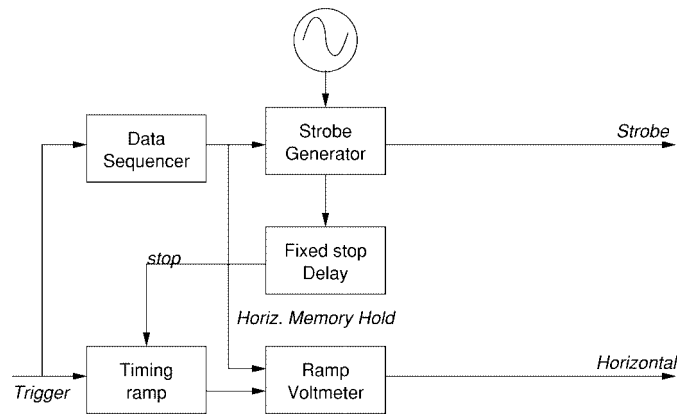 Data
Sequencer
Strobe
Generator
Strobe
stop
Fixed stop
Delay
Horiz. Memory Hold
Trigger
Timing
ramp
Ramp
Voltmeter
Horizontal